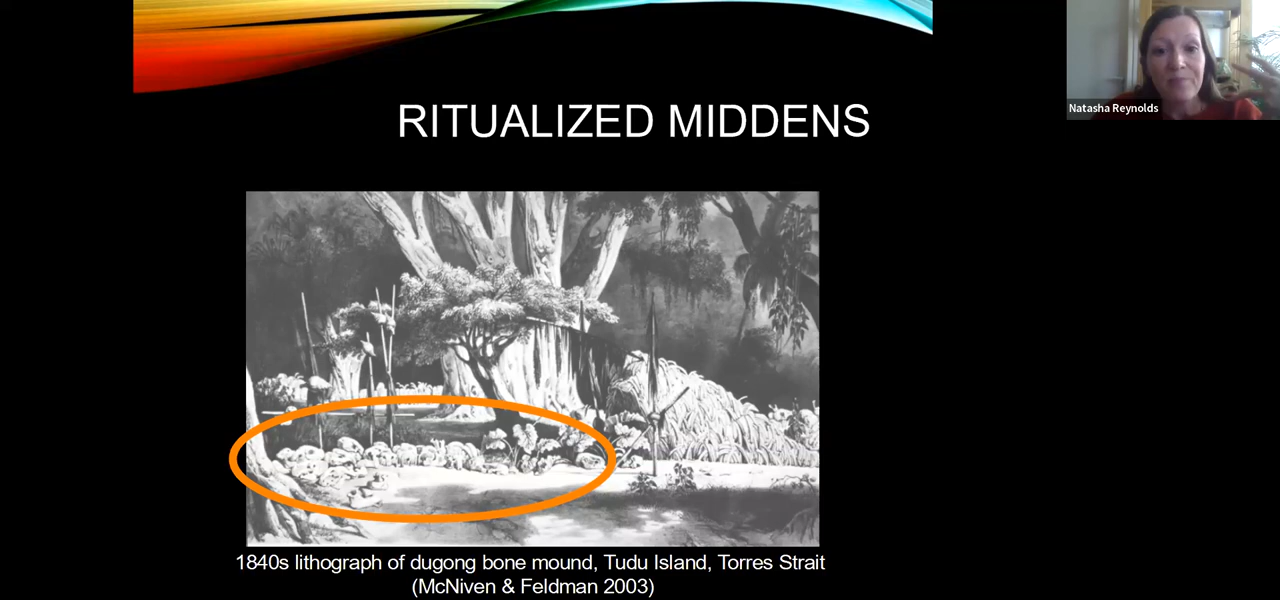 RITUALIZED MIDDENS
Natasha Reynolds
1840s lithograph of dugong bone mound, Tudu Island, Torres Strait
(McNiven & Feldman 2003)